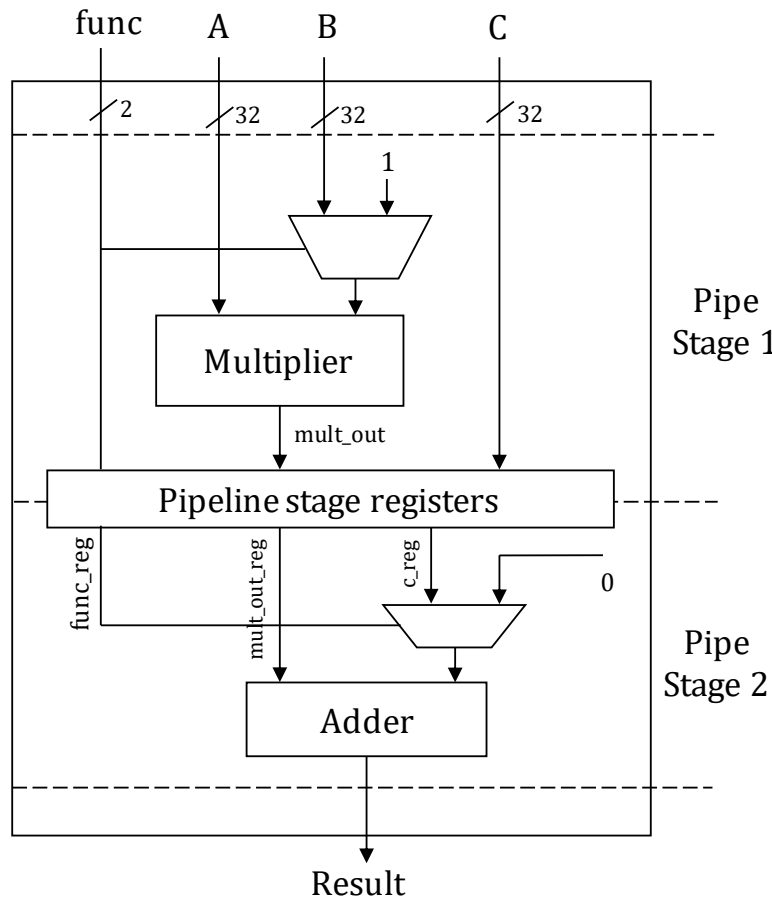 func A B C
2 32 32 32
1
Pipe
Stage 1
Multiplier
mult_out
Pipeline stage registers
func_reg
mult_out_reg
c_reg
0
Pipe
Stage 2
Adder
Result